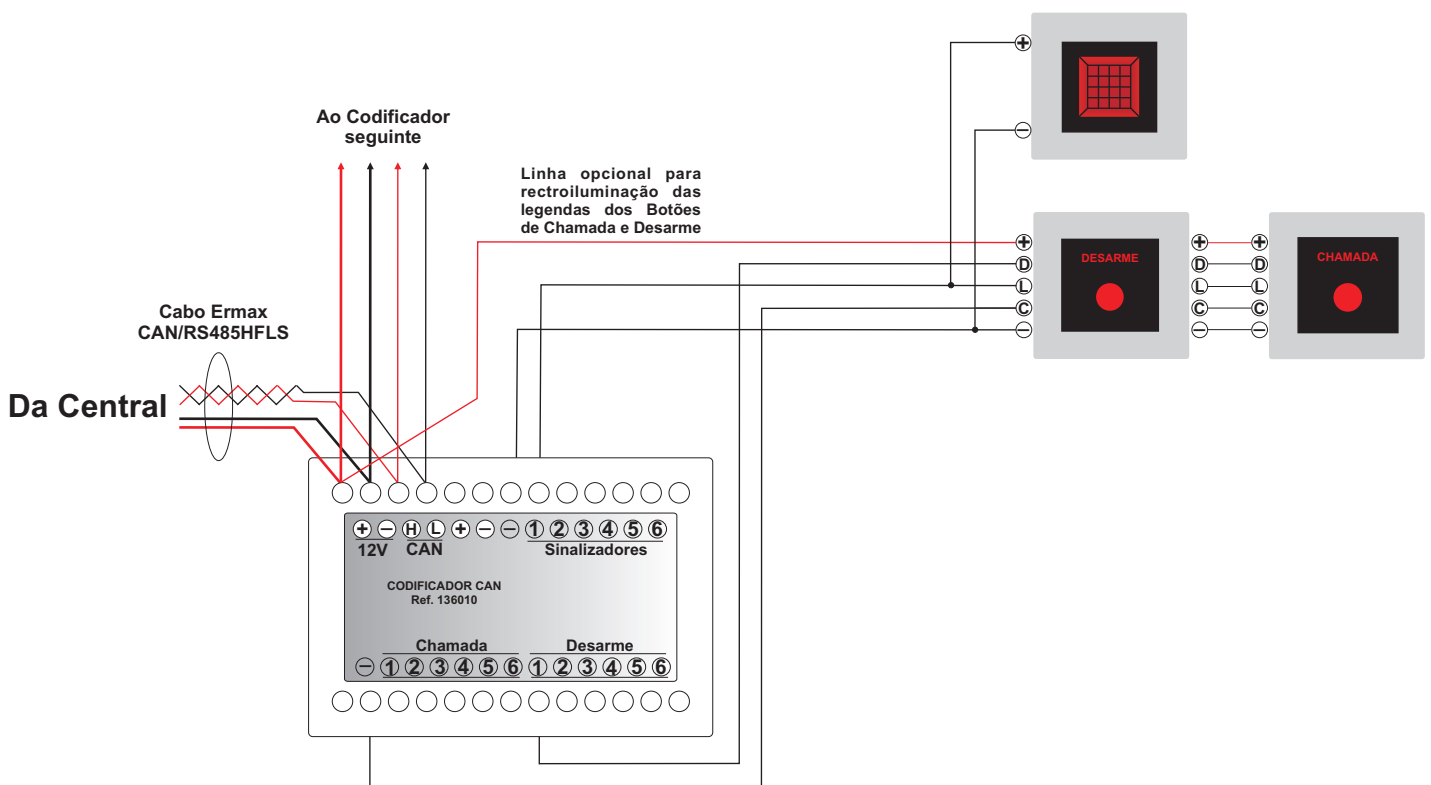 Ao Codificador
seguinte
Linha opcional para
rectroiluminação das
legendas dos Botões
de Chamada e Desarme
Cabo Ermax
CAN/RS485HFLS
Da Central
+
−
+ D L C −
DESARME
+ D L C −
+ D L C −
CHAMADA
+ − H L + − − 1 2 3 4 5 6
12V CAN Sinalizadores
CODIFICADOR CAN
Ref. 136010
Chamada Desarme
− 1 2 3 4 5 6 1 2 3 4 5 6